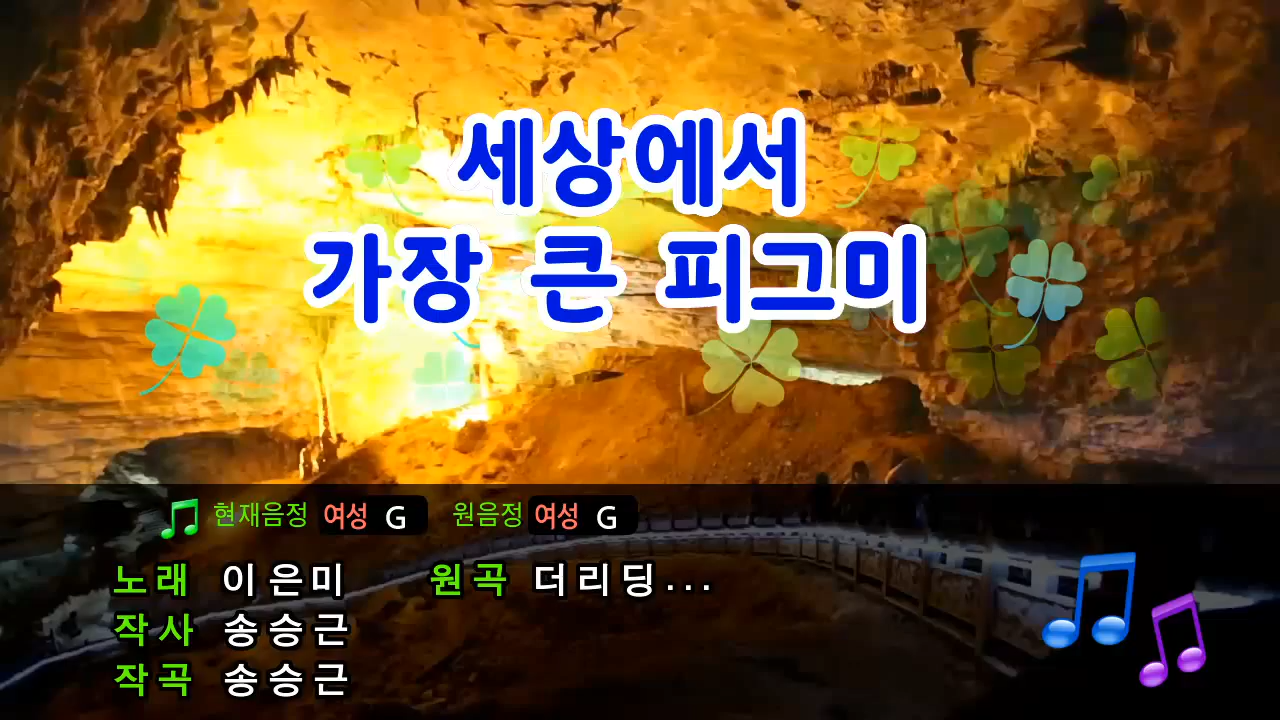 세상에서
가장 큰 피그미
현재음정 여성 G 원음정 여성 G
노래 이은미 원곡 더리딩...
작사 송승근
작곡 송승근